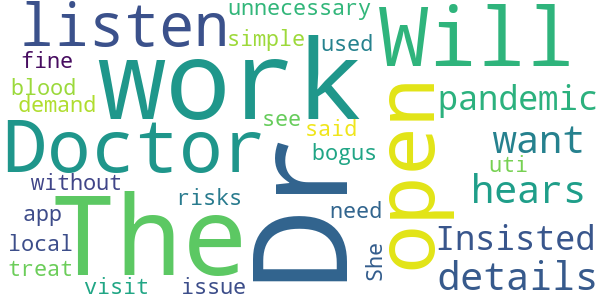 listen
unnecessary
Will
simple
used
fine
work
Dr
open
blood
demand
pandemic
see
said
Doctor
bogus
want
uti
without
The
risks
hears
app
need
Insisted
local
She
treat
details
visit
issue